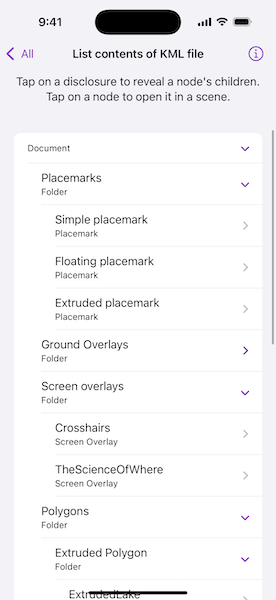 9:41
All
List contents of KML file
Tap on a disclosure to reveal a node's children.
Tap on a node to open it in a scene.
Document
Placemarks
Folder
Simple placemark
Placemark
Floating placemark
Placemark
Extruded placemark
Placemark
Ground Overlays
Folder
Screen overlays
Folder
Crosshairs
Screen Overlay
TheScienceOfWhere
Screen Overlay
Polygons
Folder
Extruded Polygon
Folder
ExtrudedLake